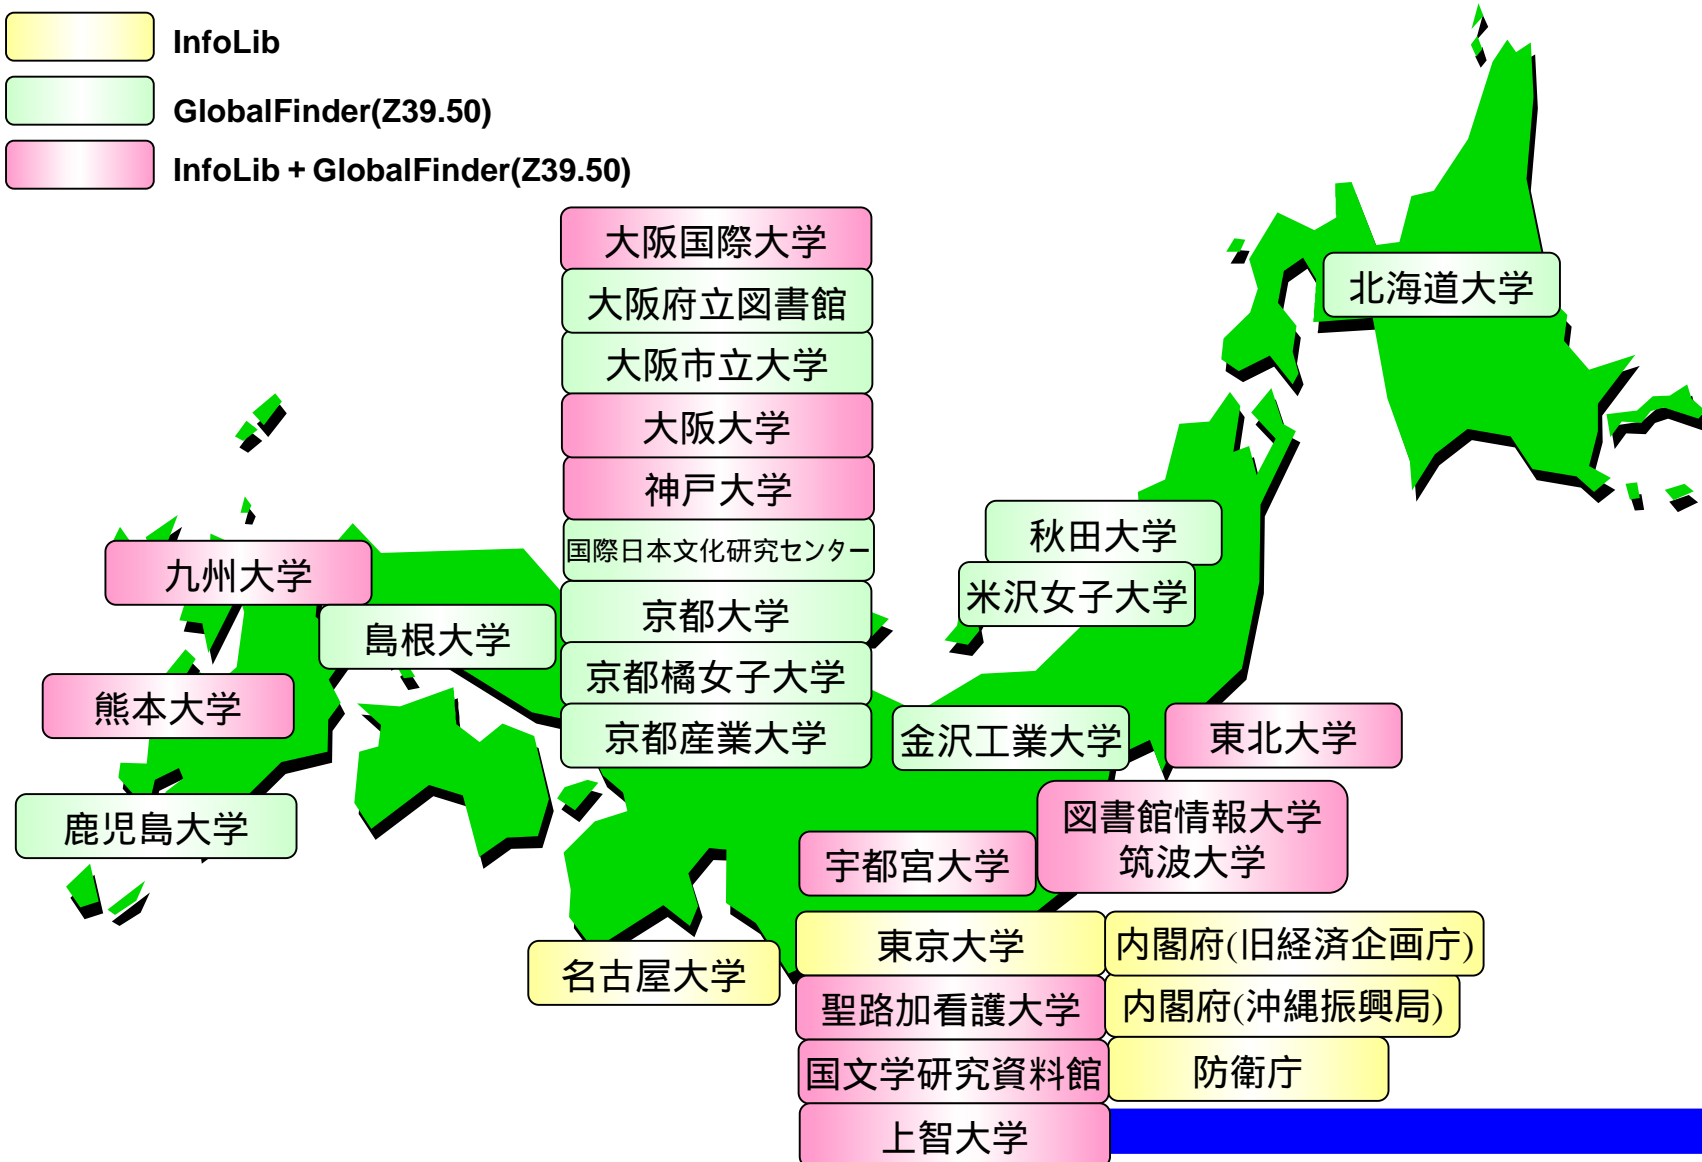 InfoLib
GlobalFinder(Z39.50)
InfoLib + GlobalFinder(Z39.50)
大阪国際大学
大阪府立図書館
大阪市立大学
大阪大学
神戸大学
国際日本文化研究センター
京都大学
京都橘女子大学
京都産業大学
北海道大学
秋田大学
米沢女子大学
九州大学
島根大学
熊本大学
鹿児島大学
金沢工業大学
東北大学
図書館情報大学
筑波大学
宇都宮大学
名古屋大学
東京大学
内閣府(旧経済企画庁)
聖路加看護大学
内閣府(沖縄振興局)
国文学研究資料館
防衛庁
上智大学